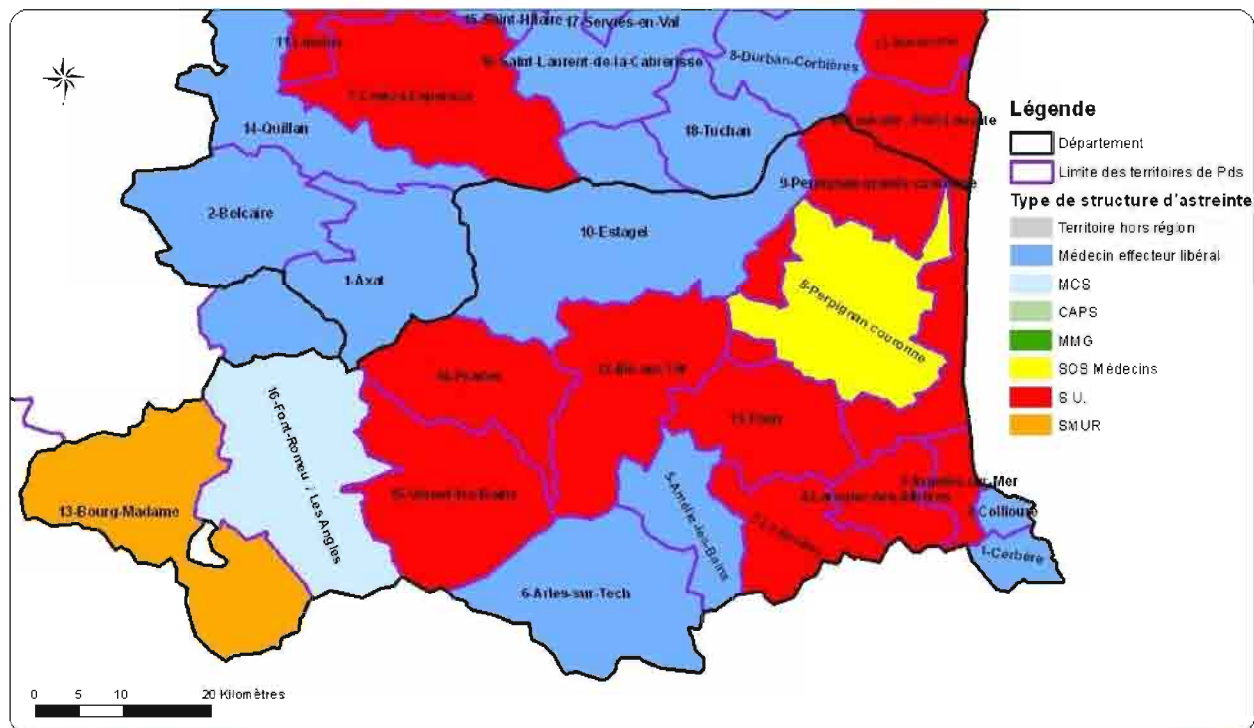 15-Saint-Hilaire
17-Serviès-en-Val
11-Limoux
16-Saint-Laurent-de-la-Cabrerisse
8-Durban-Corbières
14-Quillan
18-Tuchan
2-Belcaire
10-Estagel
1-Axat
8-Perpignan couronne
14-Prades
16-Font-Romeu / Les Angles
13-Bourg-Madame
5-Amélie-les-Bains
Collioure
1-Cerbère
6-Arles-sur-Tech
Légende
Département
Limite des territoires de Pds
Type de structure d'astreinte
Territoire hors région
Médecin effecteur libéral
MCS
CAPS
MMG
SOS Médecins
S.U.
SMUR
0 5 10 20 Kilomètres